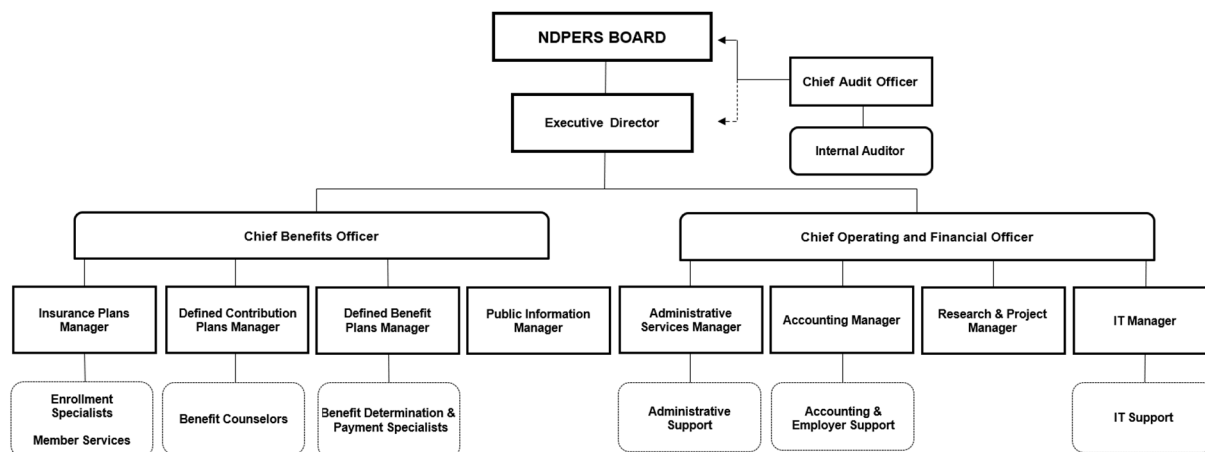 NDPERS BOARD
Chief Audit Officer
Executive Director
Internal Auditor
Chief Benefits Officer
Chief Operating and Financial Officer
Insurance Plans
Manager
Defined Contribution
Plans Manager
Defined Benefit
Plans Manager
Public Information
Manager
Administrative
Services Manager
Accounting Manager
Research & Project
Manager
IT Manager
Enrollment
Specialists
Member Services
Benefit Counselors
Benefit Determination &
Payment Specialists
Administrative
Support
Accounting &
Employer Support
IT Support